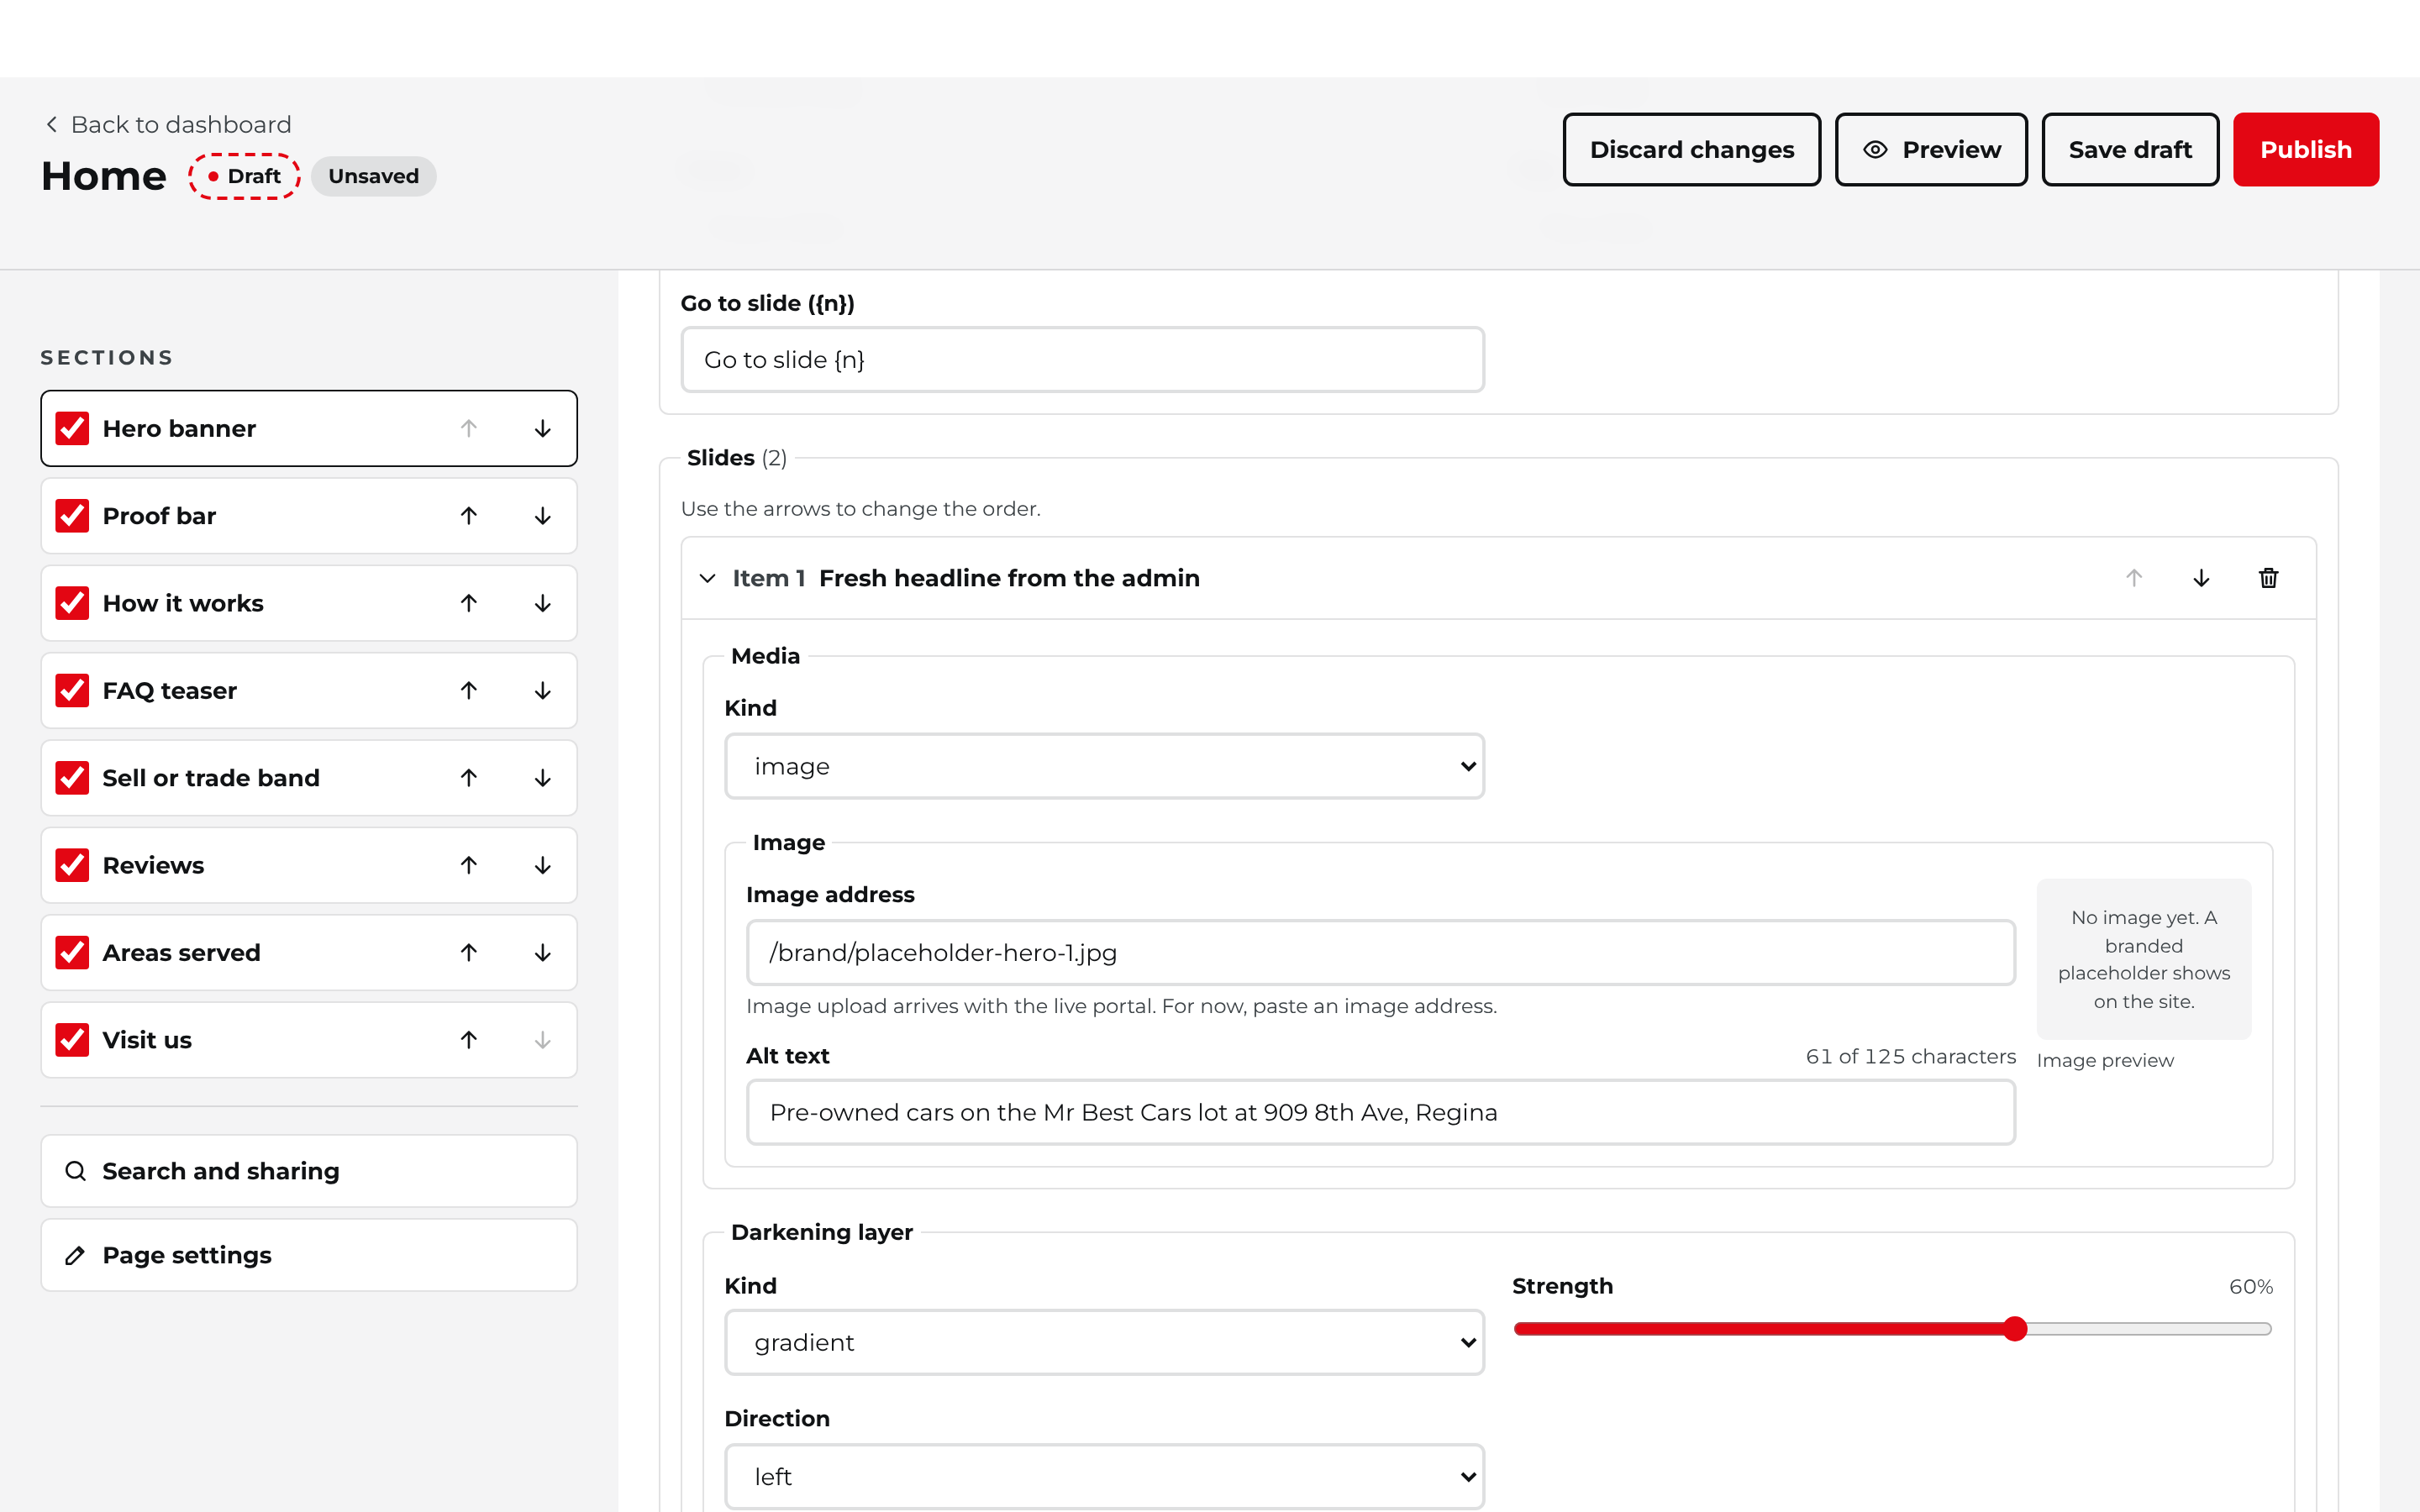 Back to dashboard
Home
Draft
Unsaved
Discard changes
Preview
Save draft
Publish
SECTIONS
Hero banner
Proof bar
How it works
FAQ teaser
Sell or trade band
Reviews
Areas served
Visit us
Search and sharing
Page settings
Go to slide ({n})
Go to slide {n}
Slides (2)
Use the arrows to change the order.
Item 1 Fresh headline from the admin
Media
Kind
image
Image
Image address
/brand/placeholder-hero-1.jpg
Image upload arrives with the live portal. For now, paste an image address.
Alt text
61 of 125 characters
Pre-owned cars on the Mr Best Cars lot at 909 8th Ave, Regina
No image yet. A
branded
placeholder shows
on the site.
Image preview
Darkening layer
Kind
gradient
Strength
60%
Direction
left